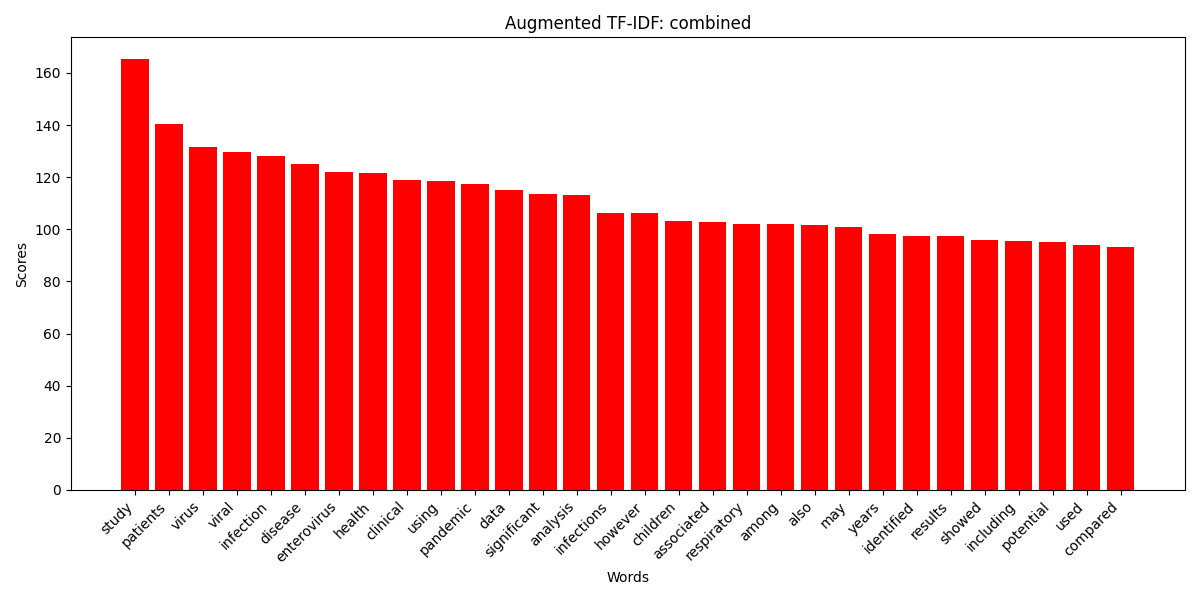 Augmented TF-IDF: combined
Scores
160
140
120
100
80
60
40
20
0
study
patients
virus
viral
infection
disease
enterovirus
health
clinical
using
pandemic
data
significant
analysis
infections
however
children
associated
respiratory
among
also
may
years
identified
results
showed
including
potential
used
compared
Words